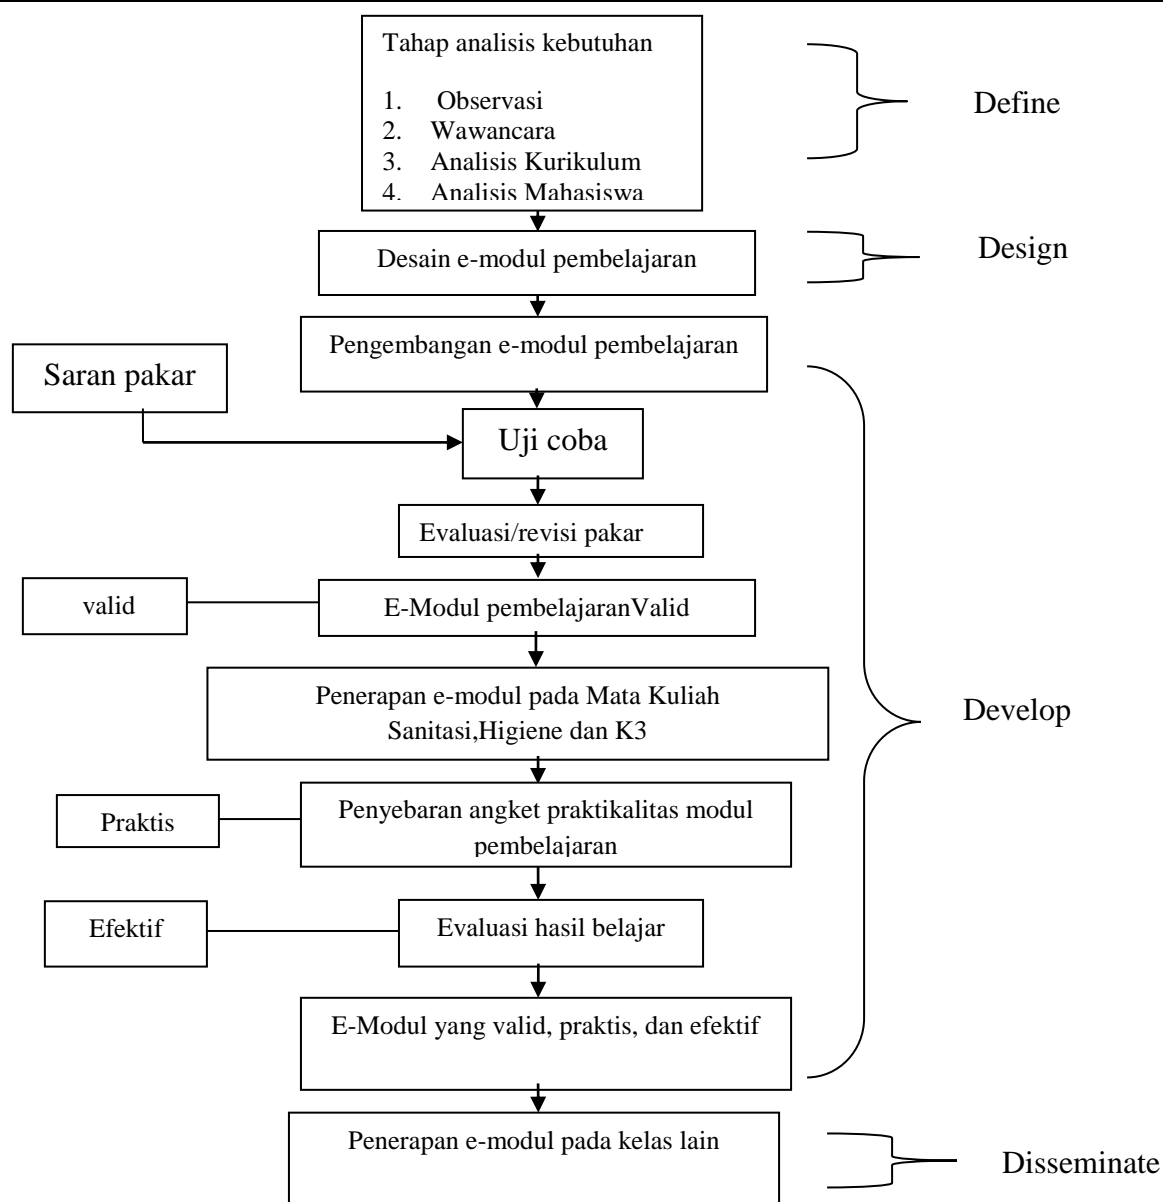 Tahap analisis kebutuhan
1. Observasi
2. Wawancara
3. Analisis Kurikulum
4. Analisis Mahasiswa
Define
Desain e-modul pembelajaran
Design
Pengembangan e-modul pembelajaran
Saran pakar
Uji coba
Evaluasi/revisi pakar
valid
E-Modul pembelajaranValid
Penerapan e-modul pada Mata Kuliah
Sanitasi,Higiene dan K3
Develop
Praktis
Penyebaran angket praktikalitas modul
pembelajaran
Efektif
Evaluasi hasil belajar
E-Modul yang valid, praktis, dan efektif
Penerapan e-modul pada kelas lain
Disseminate